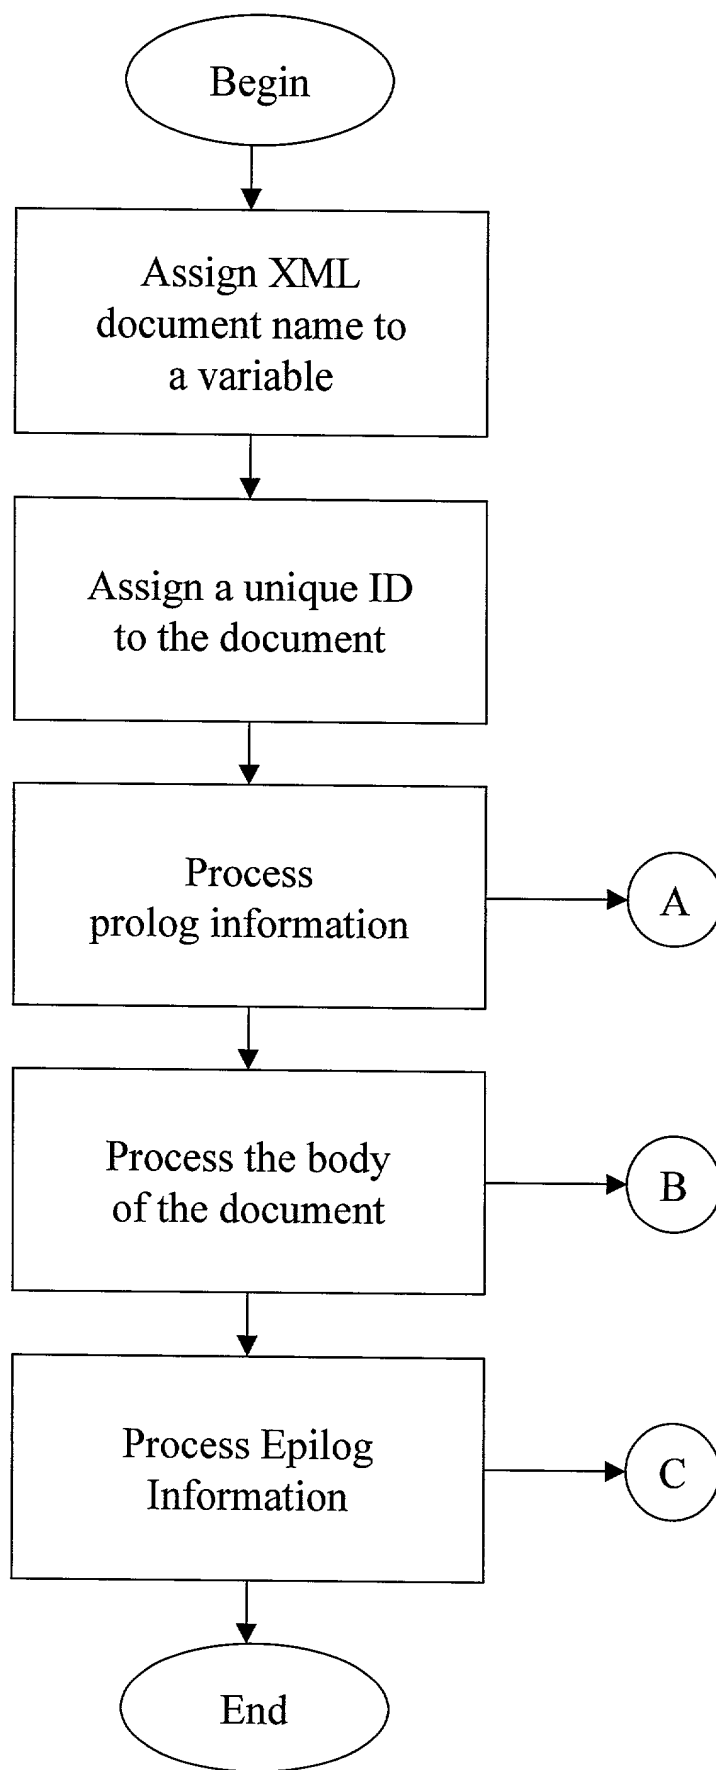 Begin
Assign XML
document name to
a variable
Assign a unique ID
to the document
Process
prolog information
A
Process the body
of the document
B
Process Epilog
Information
C
End